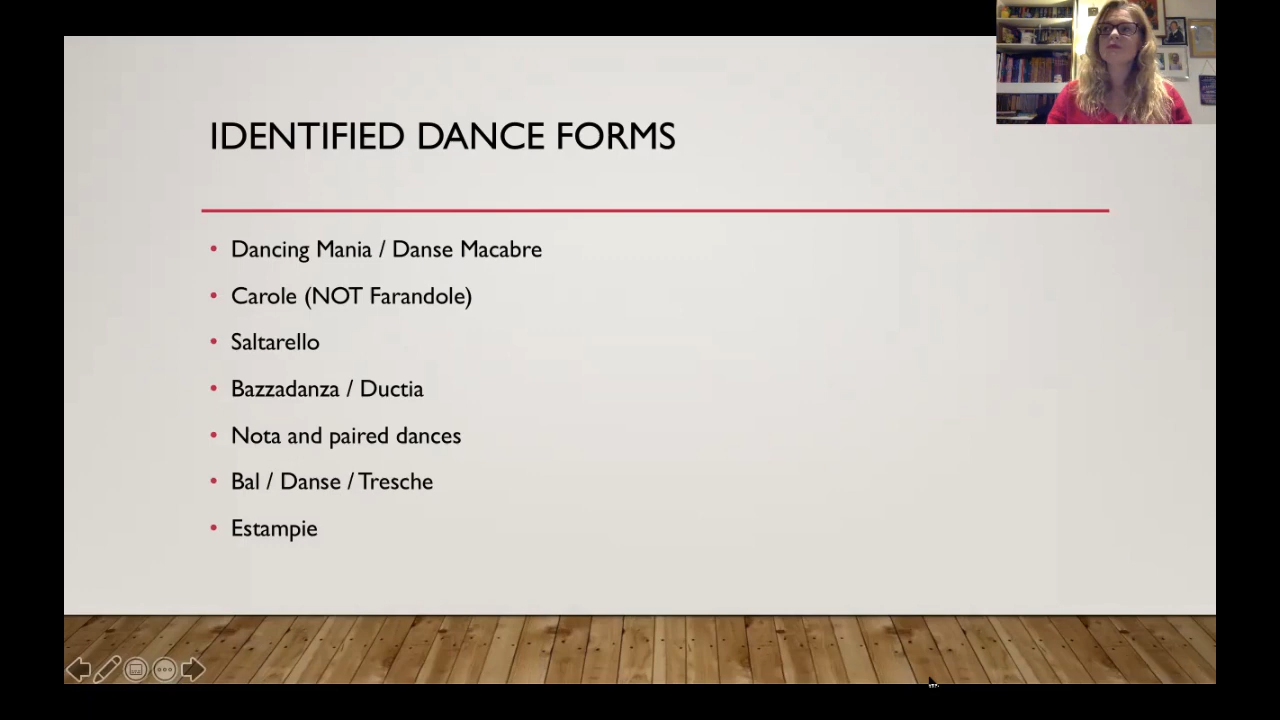 IDENTIFIED DANCE FORMS
• Dancing Mania / Danse Macabre
• Carole (NOT Farandole)
• Saltarello
• Bazzadanza / Ductia
• Nota and paired dances
• Bal / Danse / Tresche
• Estampie